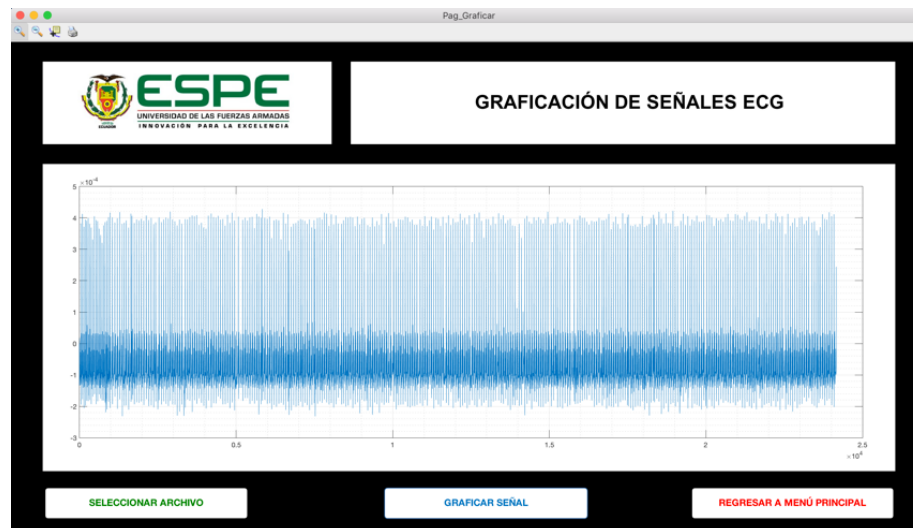 Pag_Graficar
ESPE
UNIVERSIDAD DE LAS FUERZAS ARMADAS
INNOVACIÓN PARA LA EXCELENCIA
ECUADOR
GRAFICACIÓN DE SEÑALES ECG
×10⁻⁴
5
4
3
2
1
0
-1
-2
-3
0 0.5 1 1.5 2 2.5
×10⁴
SELECCIONAR ARCHIVO
GRAFICAR SEÑAL
REGRESAR A MENÚ PRINCIPAL